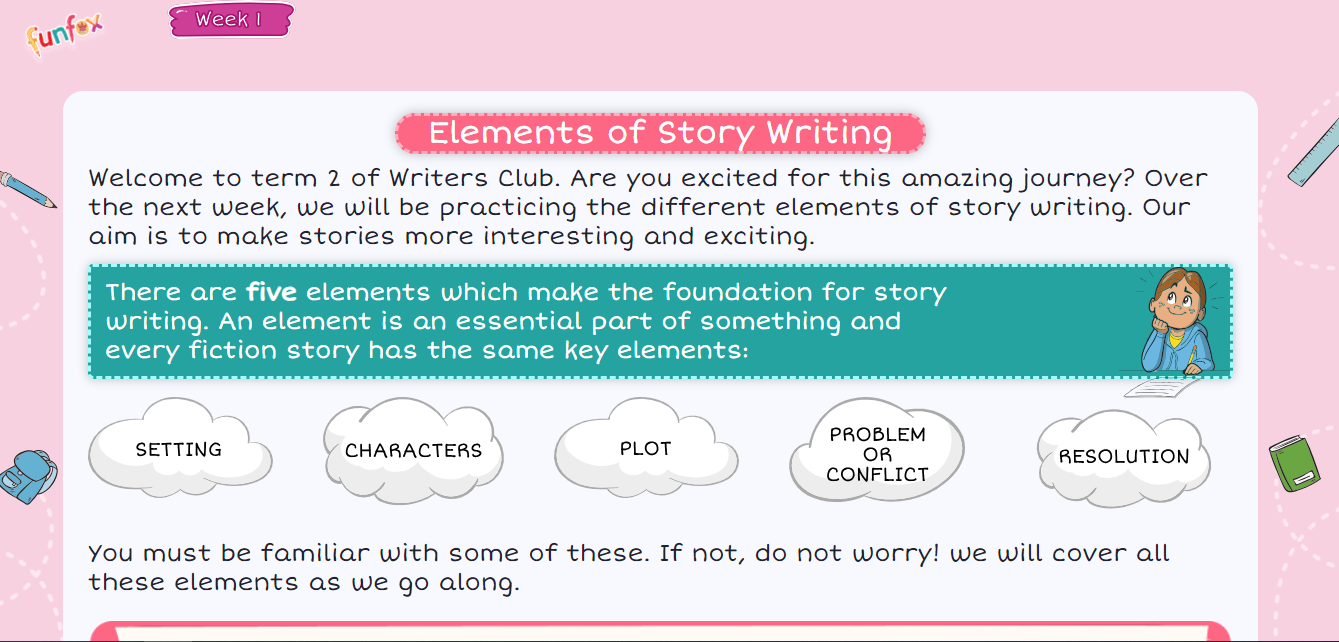 funfox
Week 1
Elements of Story Writing
Welcome to term 2 of Writers Club. Are you excited for this amazing journey? Over
the next week, we will be practicing the different elements of story writing. Our
aim is to make stories more interesting and exciting.
There are five elements which make the foundation for story
writing. An element is an essential part of something and
every fiction story has the same key elements:
SETTING
CHARACTERS
PLOT
PROBLEM
OR
CONFLICT
RESOLUTION
You must be familiar with some of these. If not, do not worry! we will cover all
these elements as we go along.